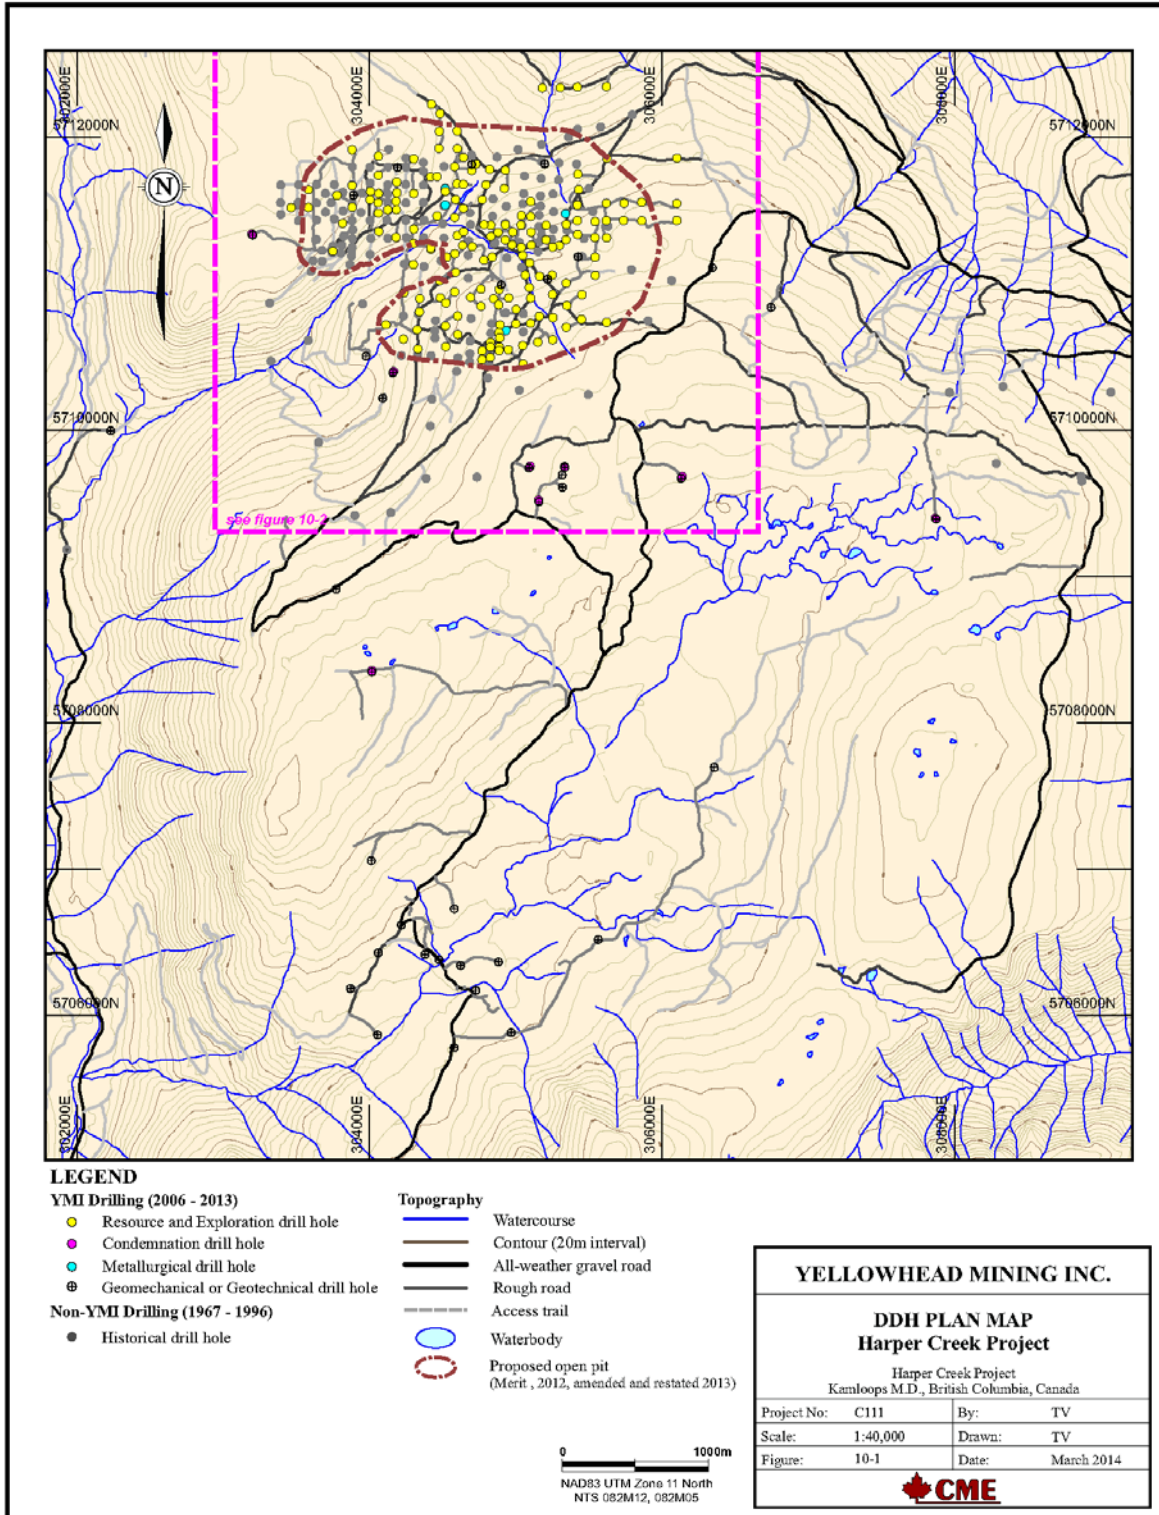 302000E
304000E
306000E
308000E
5712000N
5712000N
N
5710000N
5710000N
see figure 10-2
5708000N
5708000N
5706000N
5706000N
302000E
304000E
306000E
308000E
LEGEND
YMI Drilling (2006 - 2013)
Resource and Exploration drill hole
Condemnation drill hole
Metallurgical drill hole
Geomechanical or Geotechnical drill hole
Non-YMI Drilling (1967 - 1996)
Historical drill hole
Topography
Watercourse
Contour (20m interval)
All-weather gravel road
Rough road
Access trail
Waterbody
Proposed open pit
(Merit , 2012, amended and restated 2013)
0 1000m
NAD83 UTM Zone 11 North
NTS 082M12, 082M05
YELLOWHEAD MINING INC.
DDH PLAN MAP
Harper Creek Project
Harper Creek Project
Kamloops M.D., British Columbia, Canada
Project No: C111 By: TV
Scale: 1:40,000 Drawn: TV
Figure: 10-1 Date: March 2014
CME